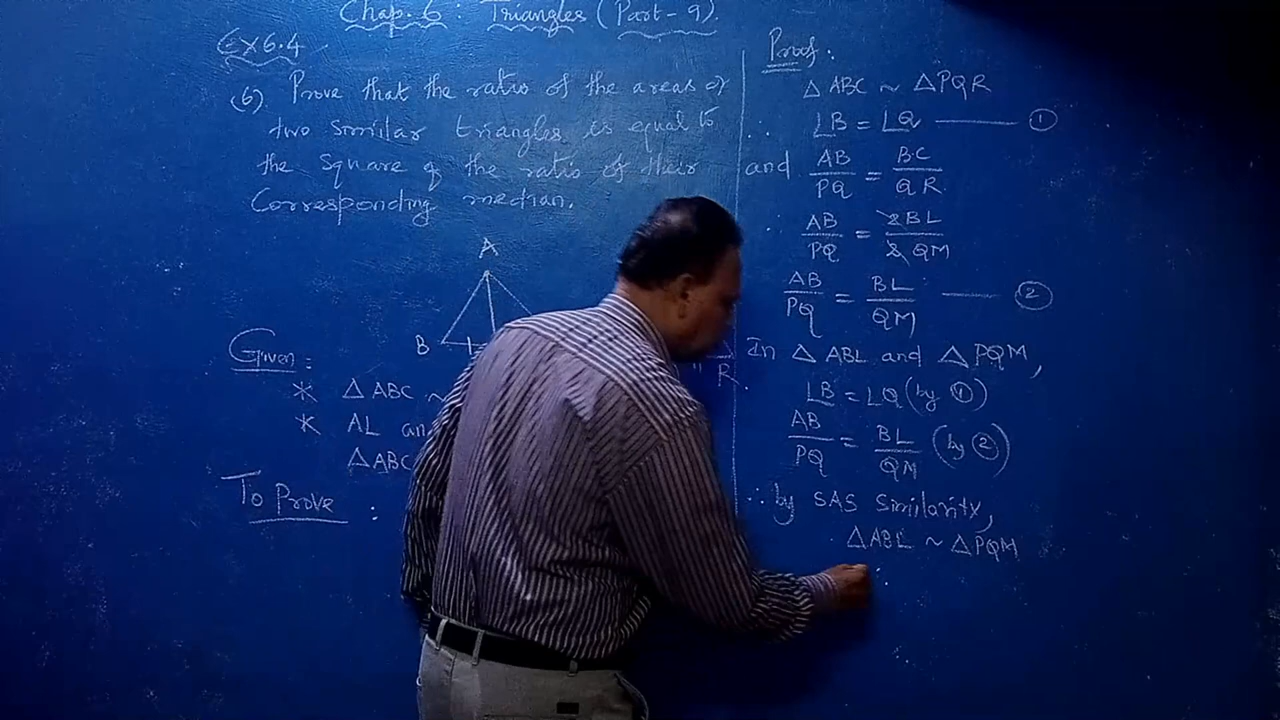 Chap. 6 : Triangles (Part-9).
Ex 6.4
(6) Prove that the ratio of the areas of
two similar triangles is equal to
the square of the ratio of their
Corresponding median.
A
B
R
Given :
* △ABC ~
* AL an
△ABC
To Prove :
Proof :
△ABC ~ △PQR
∴ ∠B = ∠Q ——— ①
and AB/PQ = BC/QR
∴ AB/PQ = 2BL/2QM
AB/PQ = BL/QM ——— ②
In △ABL and △PQM,
∠B = ∠Q (by ①)
AB/PQ = BL/QM (by ②)
∴ by SAS Similarity,
△ABL ~ △PQM